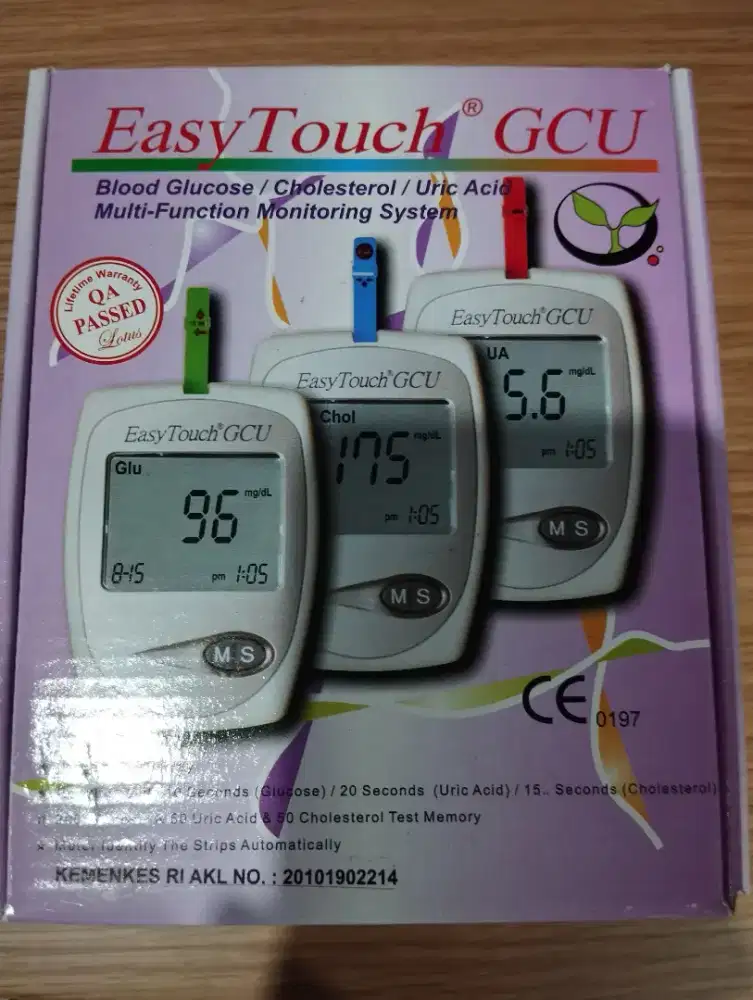 EasyTouch® GCU
Blood Glucose / Cholesterol / Uric Acid
Multi-Function Monitoring System
Lifetime Warranty
QA
PASSED
Lotus
EasyTouch®GCU
UA
5.6 mg/dL
pm 1:05
M S
EasyTouch®GCU
Chol
175 mg/dL
pm 1:05
M S
EasyTouch®GCU
Glu
96 mg/dL
8-15 pm 1:05
M S
CE 0197
Seconds (Glucose) / 20 Seconds (Uric Acid) / 15.. Seconds (Cholesterol)
& 50 Uric Acid & 50 Cholesterol Test Memory
Identify The Strips Automatically
KEMENKES RI AKL NO. : 20101902214